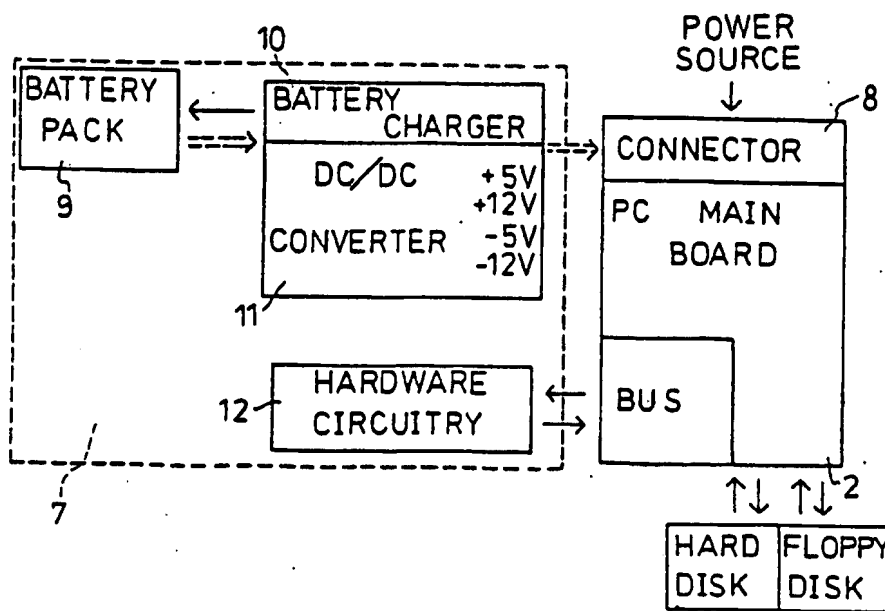 10
POWER
SOURCE
BATTERY
PACK
9
BATTERY
CHARGER
8
CONNECTOR
DC/DC
CONVERTER
+5V
+12V
-5V
-12V
11
PC MAIN
BOARD
12
HARDWARE
CIRCUITRY
BUS
7
2
HARD
DISK
FLOPPY
DISK